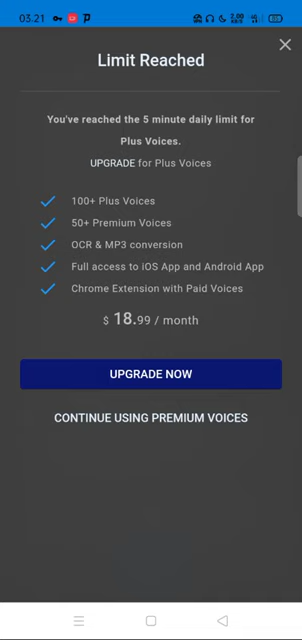 03.21
Limit Reached
You've reached the 5 minute daily limit for
Plus Voices.
UPGRADE for Plus Voices
100+ Plus Voices
50+ Premium Voices
OCR & MP3 conversion
Full access to iOS App and Android App
Chrome Extension with Paid Voices
$ 18.99 / month
UPGRADE NOW
CONTINUE USING PREMIUM VOICES